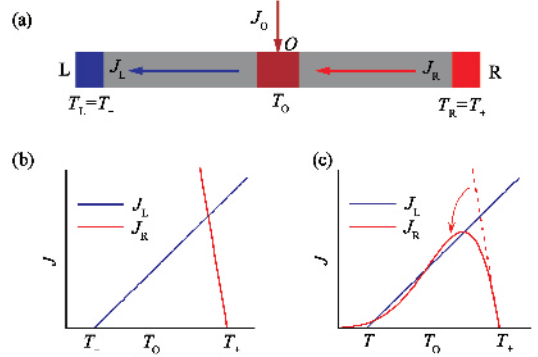 (a)
J_O
O
L
J_L
J_R
R
T_L=T_−
T_O
T_R=T_+
(b)
(c)
J_L
J_R
J
T_−
T_O
T_+
J_L
J_R
J
T
T_O
T_+